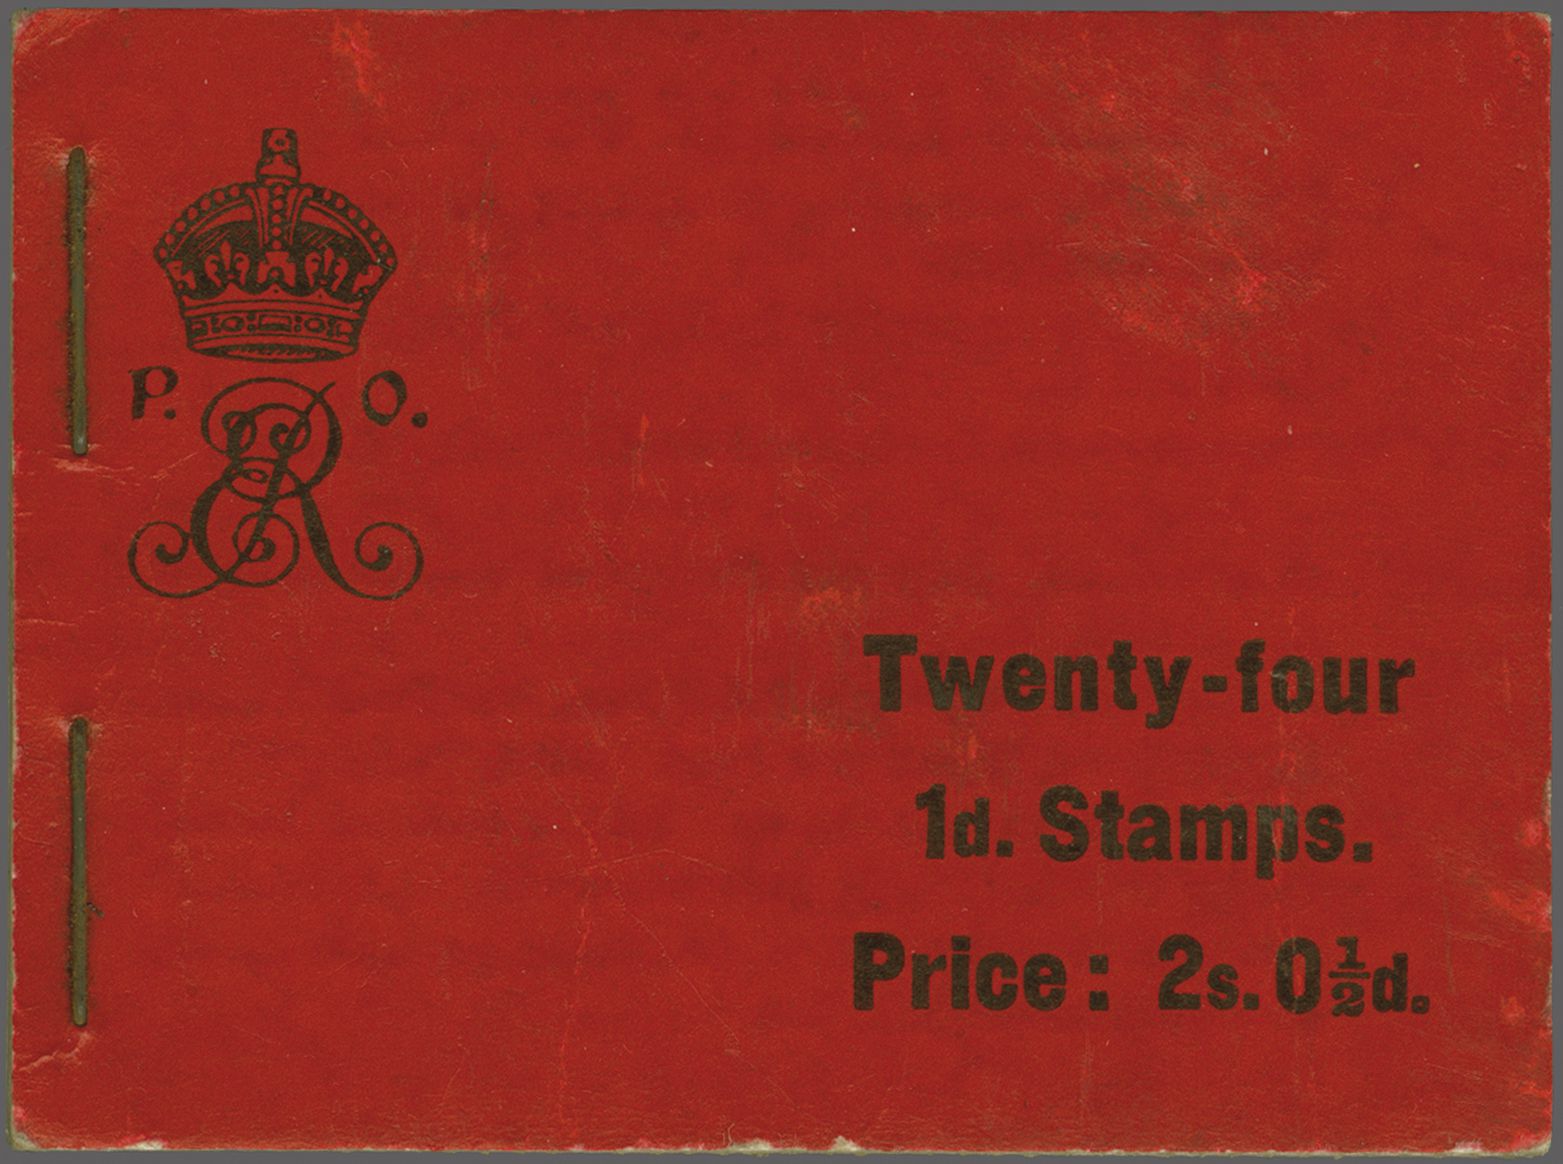 P. O.
ER
Twenty-four
1d. Stamps.
Price: 2s. 0½d.